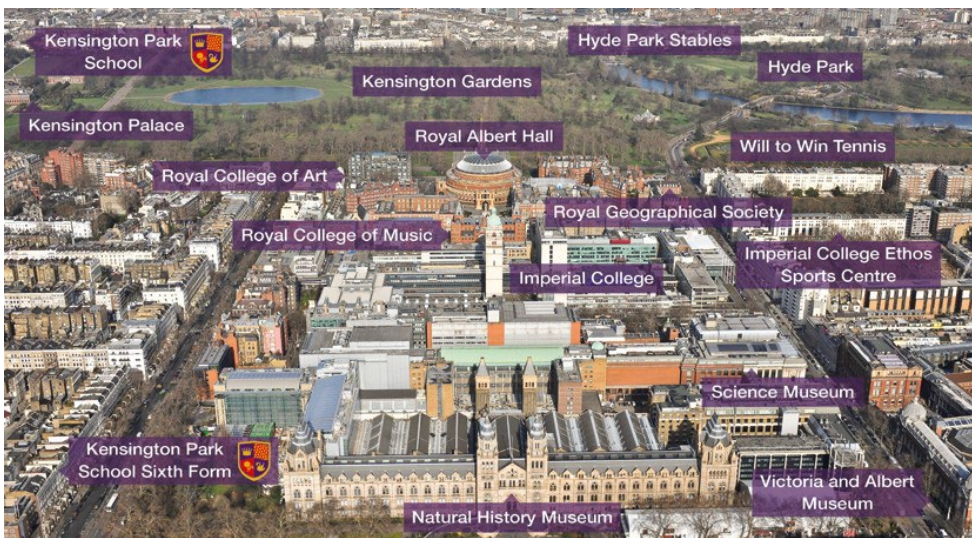 Kensington Park
School
Hyde Park Stables
Hyde Park
Kensington Gardens
Kensington Palace
Royal Albert Hall
Will to Win Tennis
Royal College of Art
Royal Geographical Society
Royal College of Music
Imperial College Ethos
Sports Centre
Imperial College
Science Museum
Kensington Park
School Sixth Form
Victoria and Albert
Museum
Natural History Museum